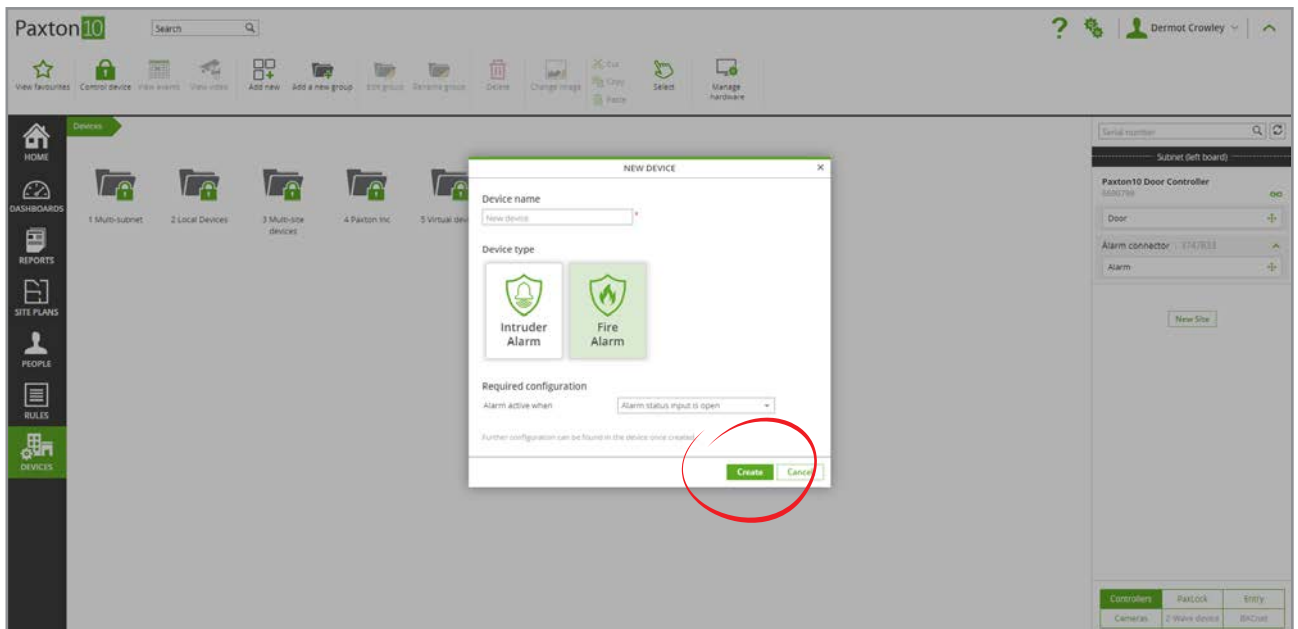 Paxton10
Search
?
Dermot Crowley
View favourites
Control device
View events
View video
Add new
Add a new group
Edit group
Rename group
Delete
Change image
Cut
Copy
Paste
Select
Manage hardware
HOME
DASHBOARDS
REPORTS
SITE PLANS
PEOPLE
RULES
DEVICES
Devices
1 Multi-subnet
2 Local Devices
3 Multi-site
devices
4 Paxton Inc
5 Virtual dev
NEW DEVICE
Device name
New device
*
Device type
Intruder
Alarm
Fire
Alarm
Required configuration
Alarm active when
Alarm status input is open
Further configuration can be found in the device once created.
Create
Cancel
Serial number
Subnet (left board)
Paxton10 Door Controller
Door
Alarm connector
Alarm
New Site
Controllers
PaxLock
Entry
Cameras
Z-Wave device
BACnet